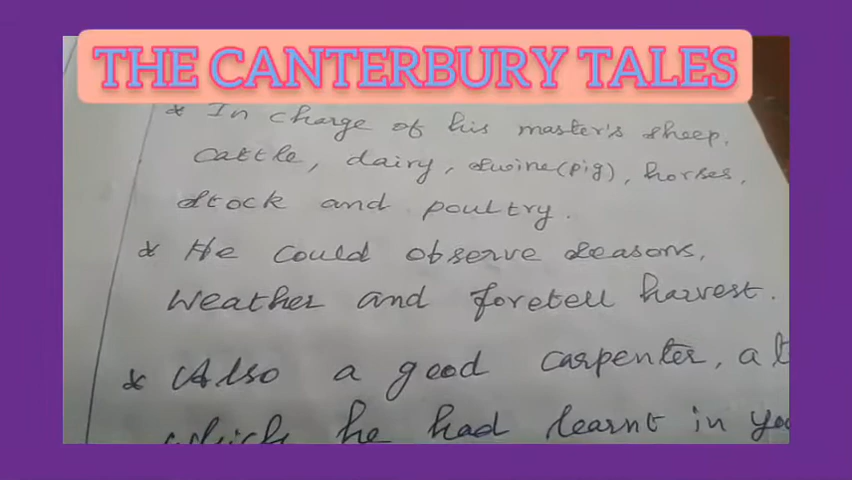 THE CANTERBURY TALES
* In charge of his master's sheep,
cattle, dairy, swine(pig), horses,
stock and poultry.
* He could observe seasons,
weather and foretell harvest.
* Also a good carpenter, a
which he had learnt in